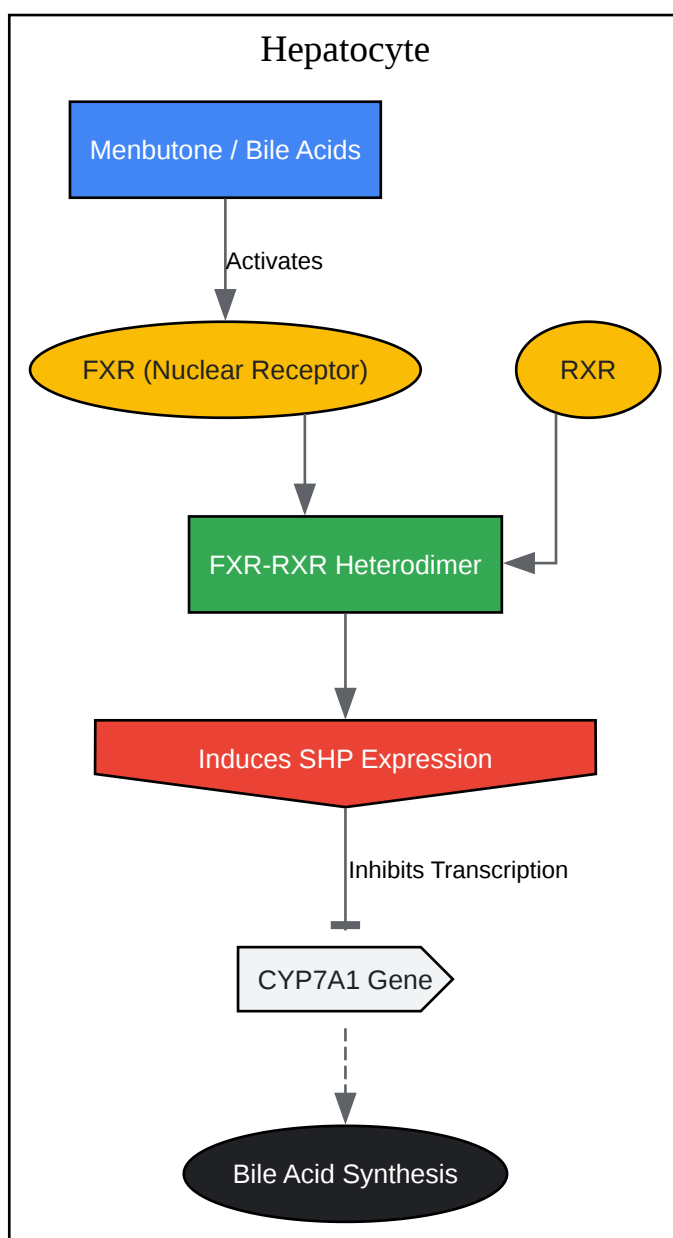 Hepatocyte
Menbutone / Bile Acids
Activates
FXR (Nuclear Receptor)
RXR
FXR-RXR Heterodimer
Induces SHP Expression
Inhibits Transcription
CYP7A1 Gene
Bile Acid Synthesis